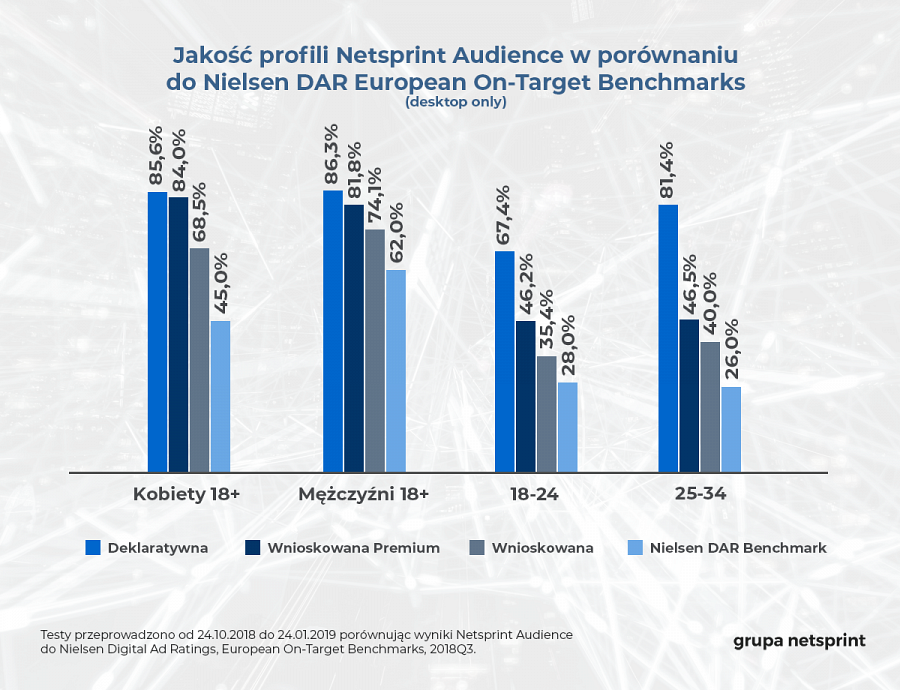 Jakość profili Netsprint Audience w porównaniu
do Nielsen DAR European On-Target Benchmarks
(desktop only)
85,6%
84,0%
68,5%
45,0%
86,3%
81,8%
74,1%
62,0%
67,4%
46,2%
35,4%
28,0%
81,4%
46,5%
40,0%
26,0%
Kobiety 18+
Mężczyźni 18+
18-24
25-34
Deklaratywna
Wnioskowana Premium
Wnioskowana
Nielsen DAR Benchmark
Testy przeprowadzono od 24.10.2018 do 24.01.2019 porównując wyniki Netsprint Audience
do Nielsen Digital Ad Ratings, European On-Target Benchmarks, 2018Q3.
grupa netsprint